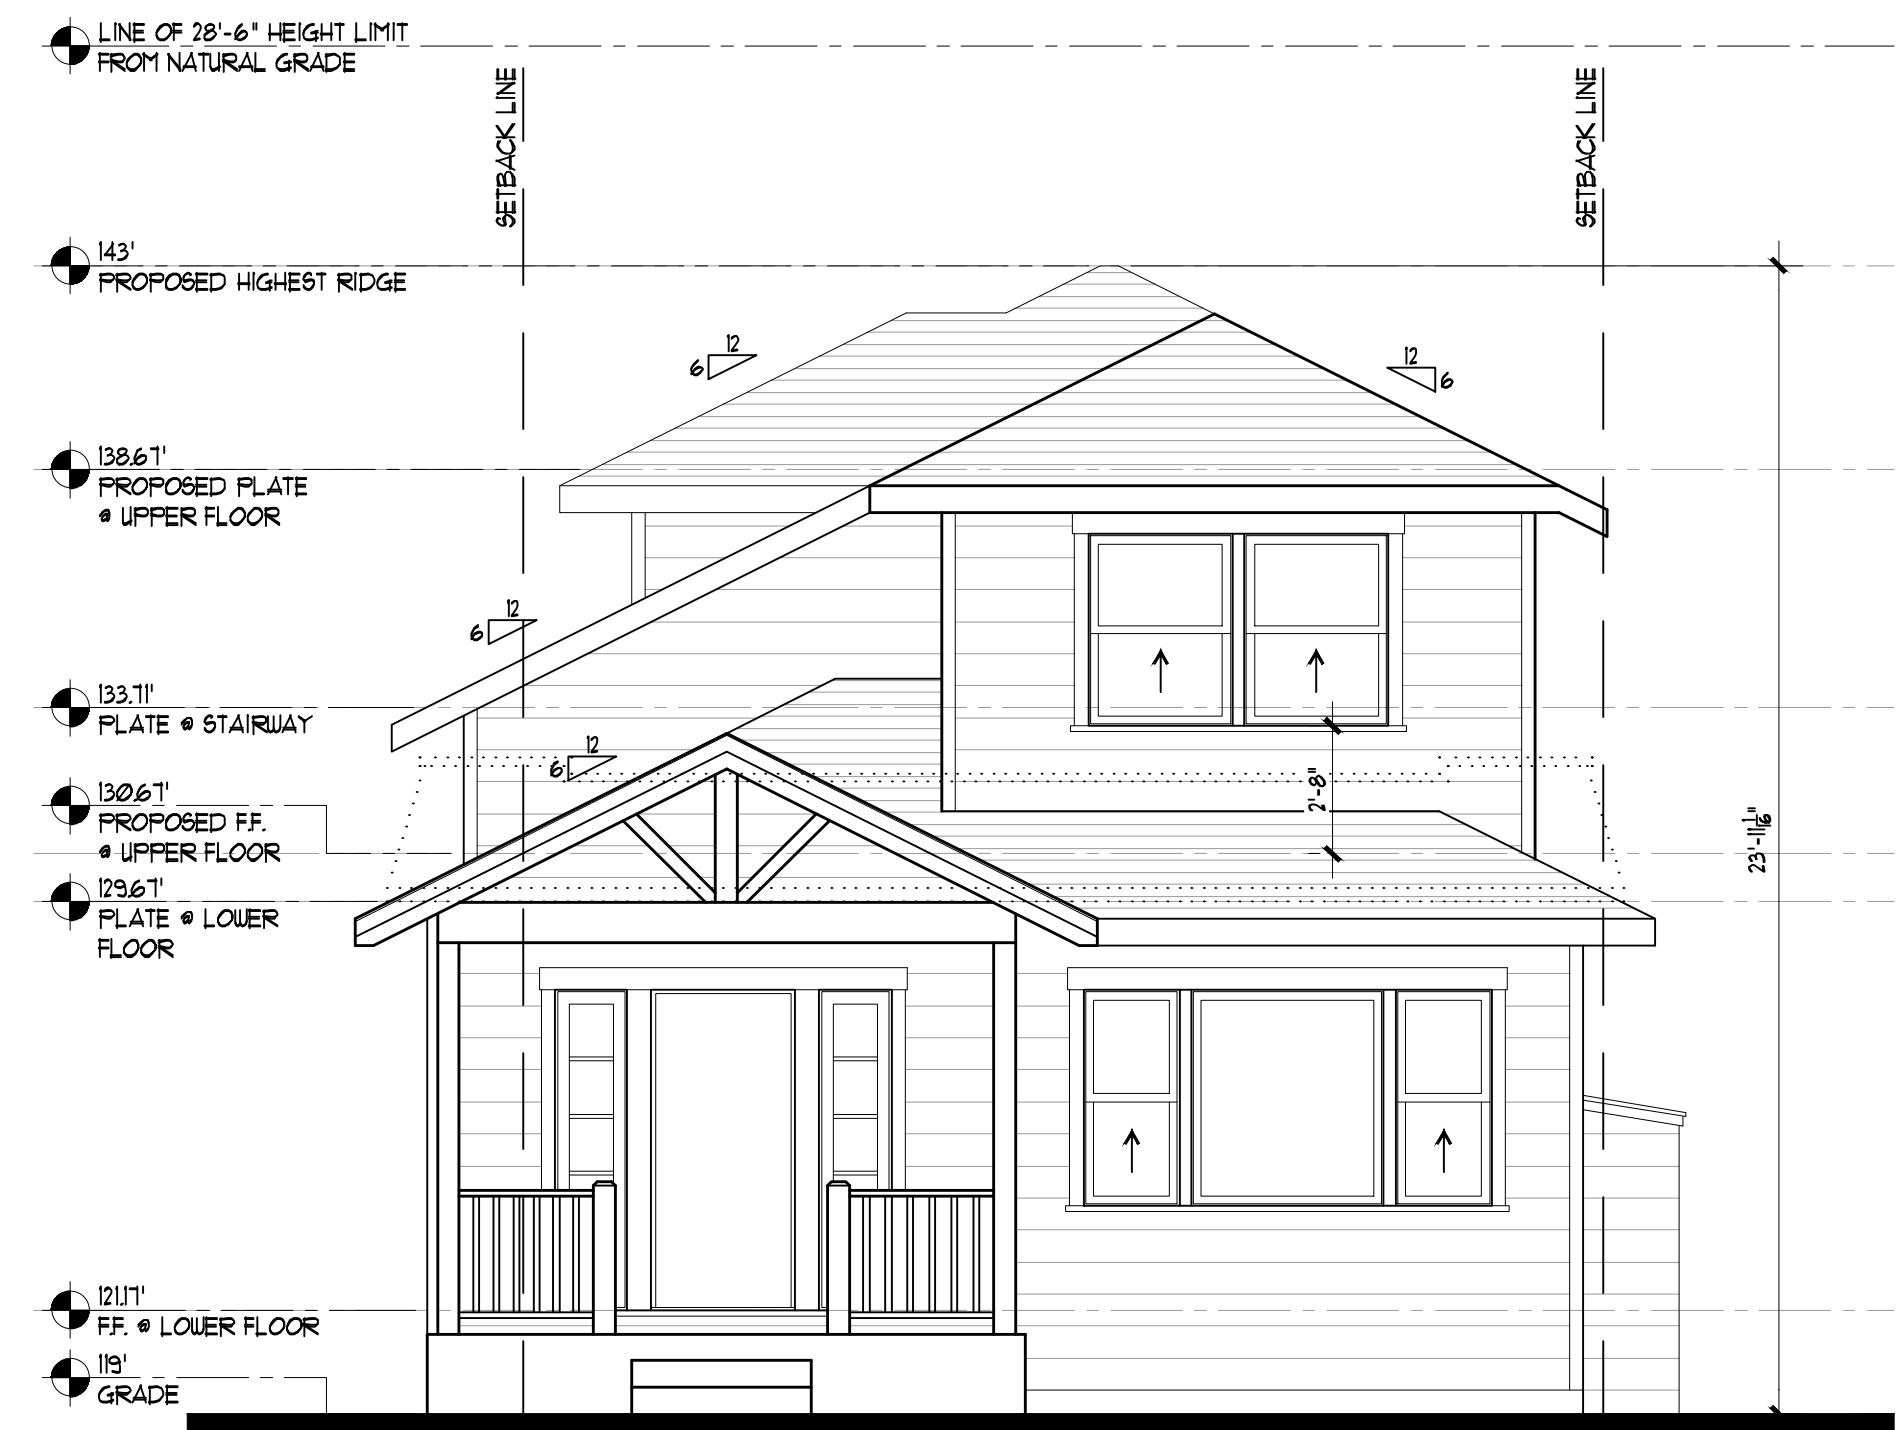 LINE OF 28'-6" HEIGHT LIMIT
FROM NATURAL GRADE
SETBACK LINE
SETBACK LINE
143'
PROPOSED HIGHEST RIDGE
12
6
12
6
138.67'
PROPOSED PLATE
@ UPPER FLOOR
12
6
133.71'
PLATE @ STAIRWAY
12
6
130.67'
PROPOSED F.F.
@ UPPER FLOOR
2'-8"
23'-11 1/16"
129.67'
PLATE @ LOWER
FLOOR
121.17'
F.F. @ LOWER FLOOR
119'
GRADE